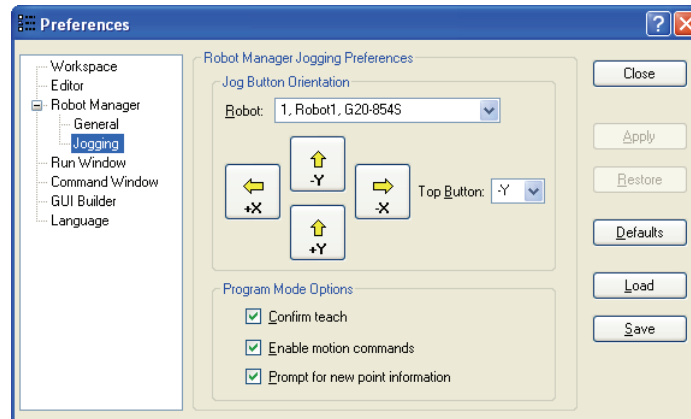 Preferences
Workspace
Editor
Robot Manager
General
Jogging
Run Window
Command Window
GUI Builder
Language
Robot Manager Jogging Preferences
Jog Button Orientation
Robot: 1, Robot1, G20-854S
-Y
+X
-X
+Y
Top Button: -Y
Program Mode Options
Confirm teach
Enable motion commands
Prompt for new point information
Close
Apply
Restore
Defaults
Load
Save